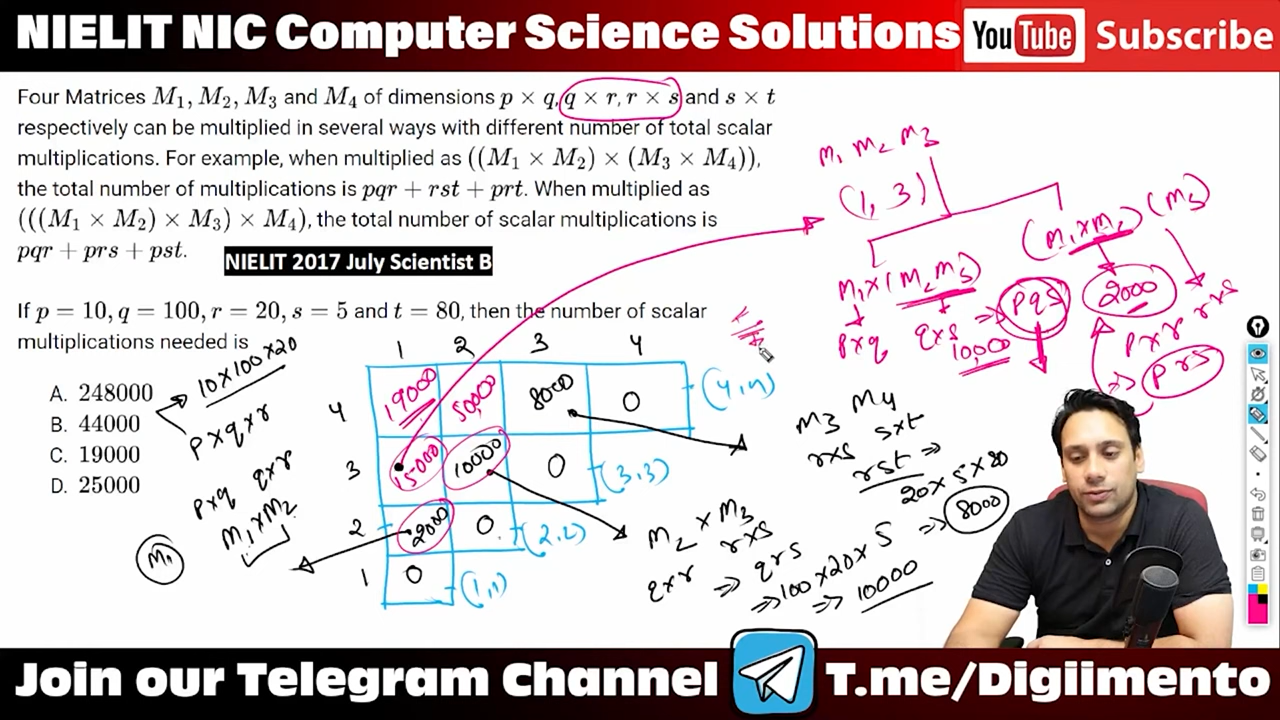 NIELIT NIC Computer Science Solutions
You Tube Subscribe
Four Matrices M₁, M₂, M₃ and M₄ of dimensions p × q, q × r, r × s and s × t
respectively can be multiplied in several ways with different number of total scalar
multiplications. For example, when multiplied as ((M₁ × M₂) × (M₃ × M₄)),
the total number of multiplications is pqr + rst + prt. When multiplied as
(((M₁ × M₂) × M₃) × M₄), the total number of scalar multiplications is
pqr + prs + pst.
NIELIT 2017 July Scientist B
If p = 10, q = 100, r = 20, s = 5 and t = 80, then the number of scalar
multiplications needed is
A. 248000
B. 44000
C. 19000
D. 25000
10×100×20
p×q×r
p×q q×r
M₁×M₂
M₁
1 2 3 4
4 19000 50,000 8000 0
3 15000 10000 0 (3,3)
2 2000 0 (2,2)
1 0
M₁ M₂ M₃
(1, 3)
(M₁×M₂) (M₃)
M₁×(M₂M₃)
p×q q×s ⇒ pqs
10,000
2000
p×r r×s
⇒ prs
M₃ M₄
r×s s×t
rst ⇒
20×5×80
⇒ 8000
M₂ × M₃
q×r r×s
⇒ qrs
⇒ 100×20×5
⇒ 10000
Join our Telegram Channel T.me/Digiimento